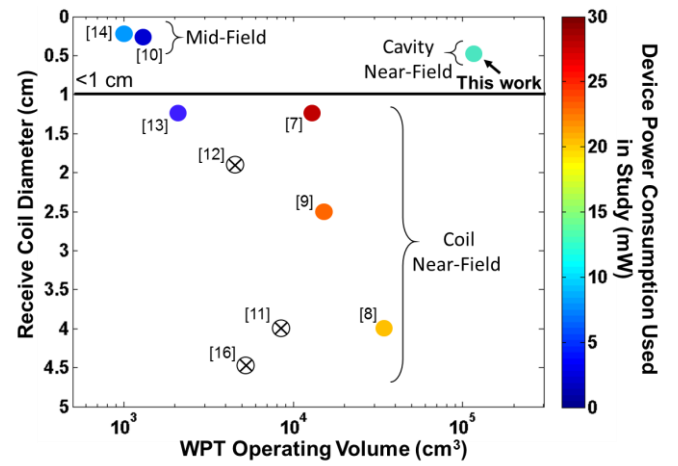 0
0.5
1
1.5
2
2.5
3
3.5
4
4.5
5
Receive Coil Diameter (cm)
[14]
[10]
Mid-Field
Cavity
Near-Field
This work
<1 cm
[13]
[7]
[12]
[9]
Coil
Near-Field
[11]
[8]
[16]
10³
10⁴
10⁵
WPT Operating Volume (cm³)
30
25
20
15
10
5
0
Device Power Consumption Used
in Study (mW)